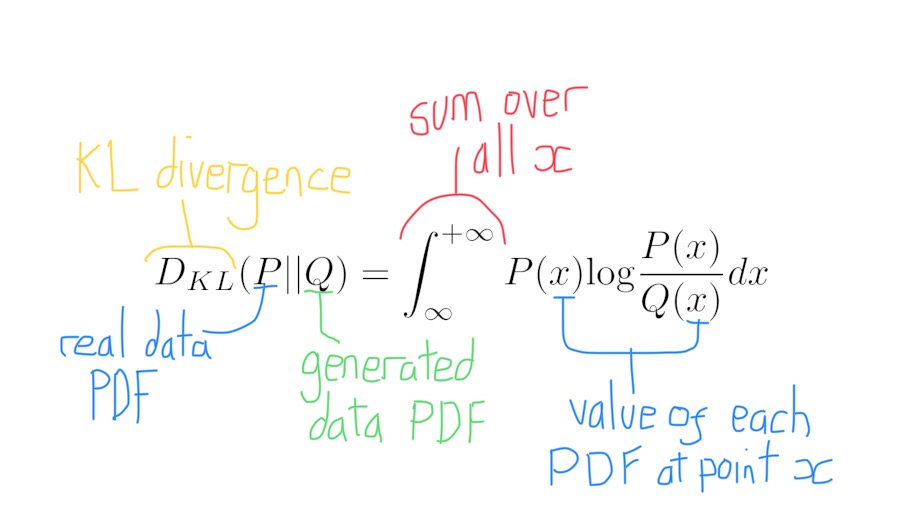 sum over
all x
KL divergence
D_{KL}(P||Q) = \int_{\infty}^{+\infty} P(x)log\frac{P(x)}{Q(x)}dx
real data
PDF
generated
data PDF
value of each
PDF at point x